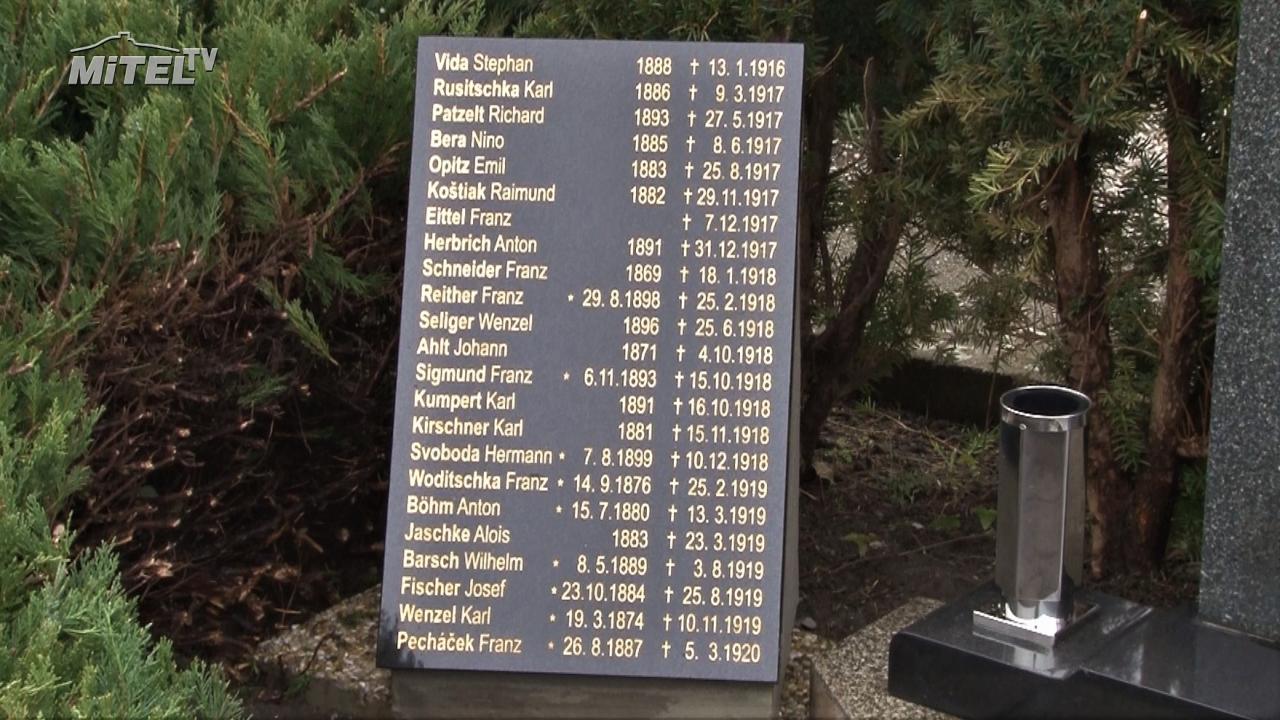 MiTEL TV
Vida Stephan 1888 † 13. 1.1916
Rusitschka Karl 1886 † 9. 3.1917
Patzelt Richard 1893 † 27. 5.1917
Bera Nino 1885 † 8. 6.1917
Opitz Emil 1883 † 25. 8.1917
Koštiak Raimund 1882 † 29.11.1917
Eittel Franz † 7.12.1917
Herbrich Anton 1891 † 31.12.1917
Schneider Franz 1869 † 18. 1.1918
Reither Franz * 29. 8.1898 † 25. 2.1918
Seliger Wenzel 1896 † 25. 6.1918
Ahlt Johann 1871 † 4.10.1918
Sigmund Franz * 6.11.1893 † 15.10.1918
Kumpert Karl 1891 † 16.10.1918
Kirschner Karl 1881 † 15.11.1918
Svoboda Hermann * 7. 8.1899 † 10.12.1918
Woditschka Franz * 14. 9.1876 † 25. 2.1919
Böhm Anton * 15. 7.1880 † 13. 3.1919
Jaschke Alois 1883 † 23. 3.1919
Barsch Wilhelm * 8. 5.1889 † 3. 8.1919
Fischer Josef * 23.10.1884 † 25. 8.1919
Wenzel Karl * 19. 3.1874 † 10.11.1919
Pecháček Franz * 26. 8.1887 † 5. 3.1920